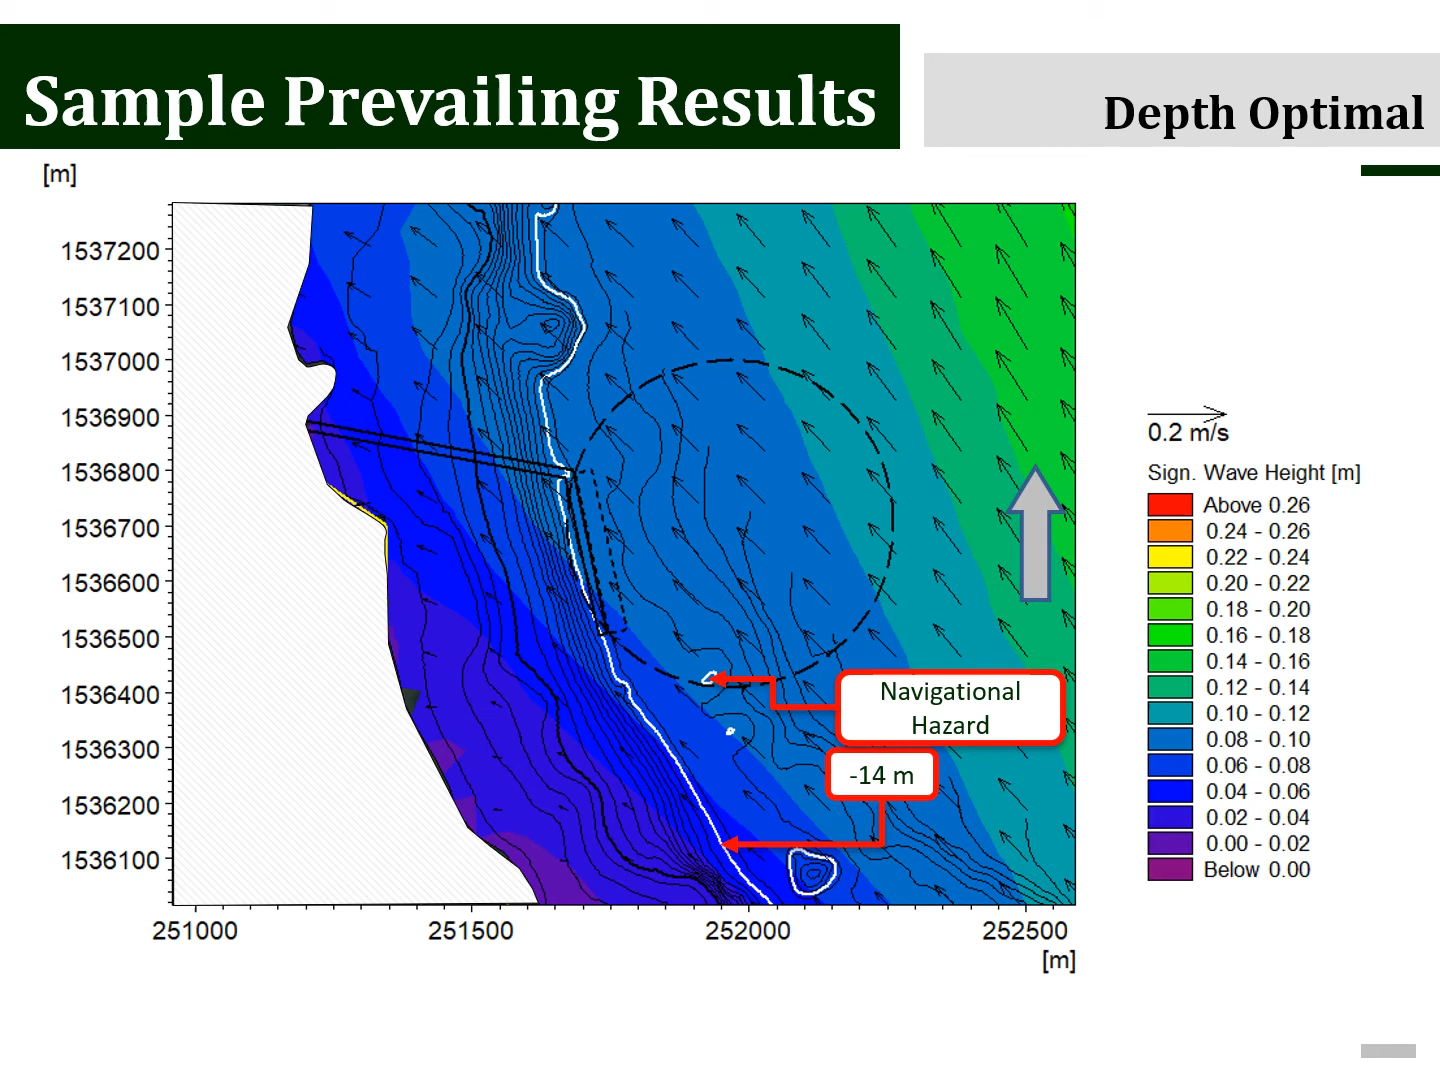 Sample Prevailing Results
Depth Optimal
[m]
1537200
1537100
1537000
1536900
1536800
1536700
1536600
1536500
1536400
1536300
1536200
1536100
251000
251500
252000
252500
[m]
Navigational
Hazard
-14 m
0.2 m/s
Sign. Wave Height [m]
Above 0.26
0.24 - 0.26
0.22 - 0.24
0.20 - 0.22
0.18 - 0.20
0.16 - 0.18
0.14 - 0.16
0.12 - 0.14
0.10 - 0.12
0.08 - 0.10
0.06 - 0.08
0.04 - 0.06
0.02 - 0.04
0.00 - 0.02
Below 0.00